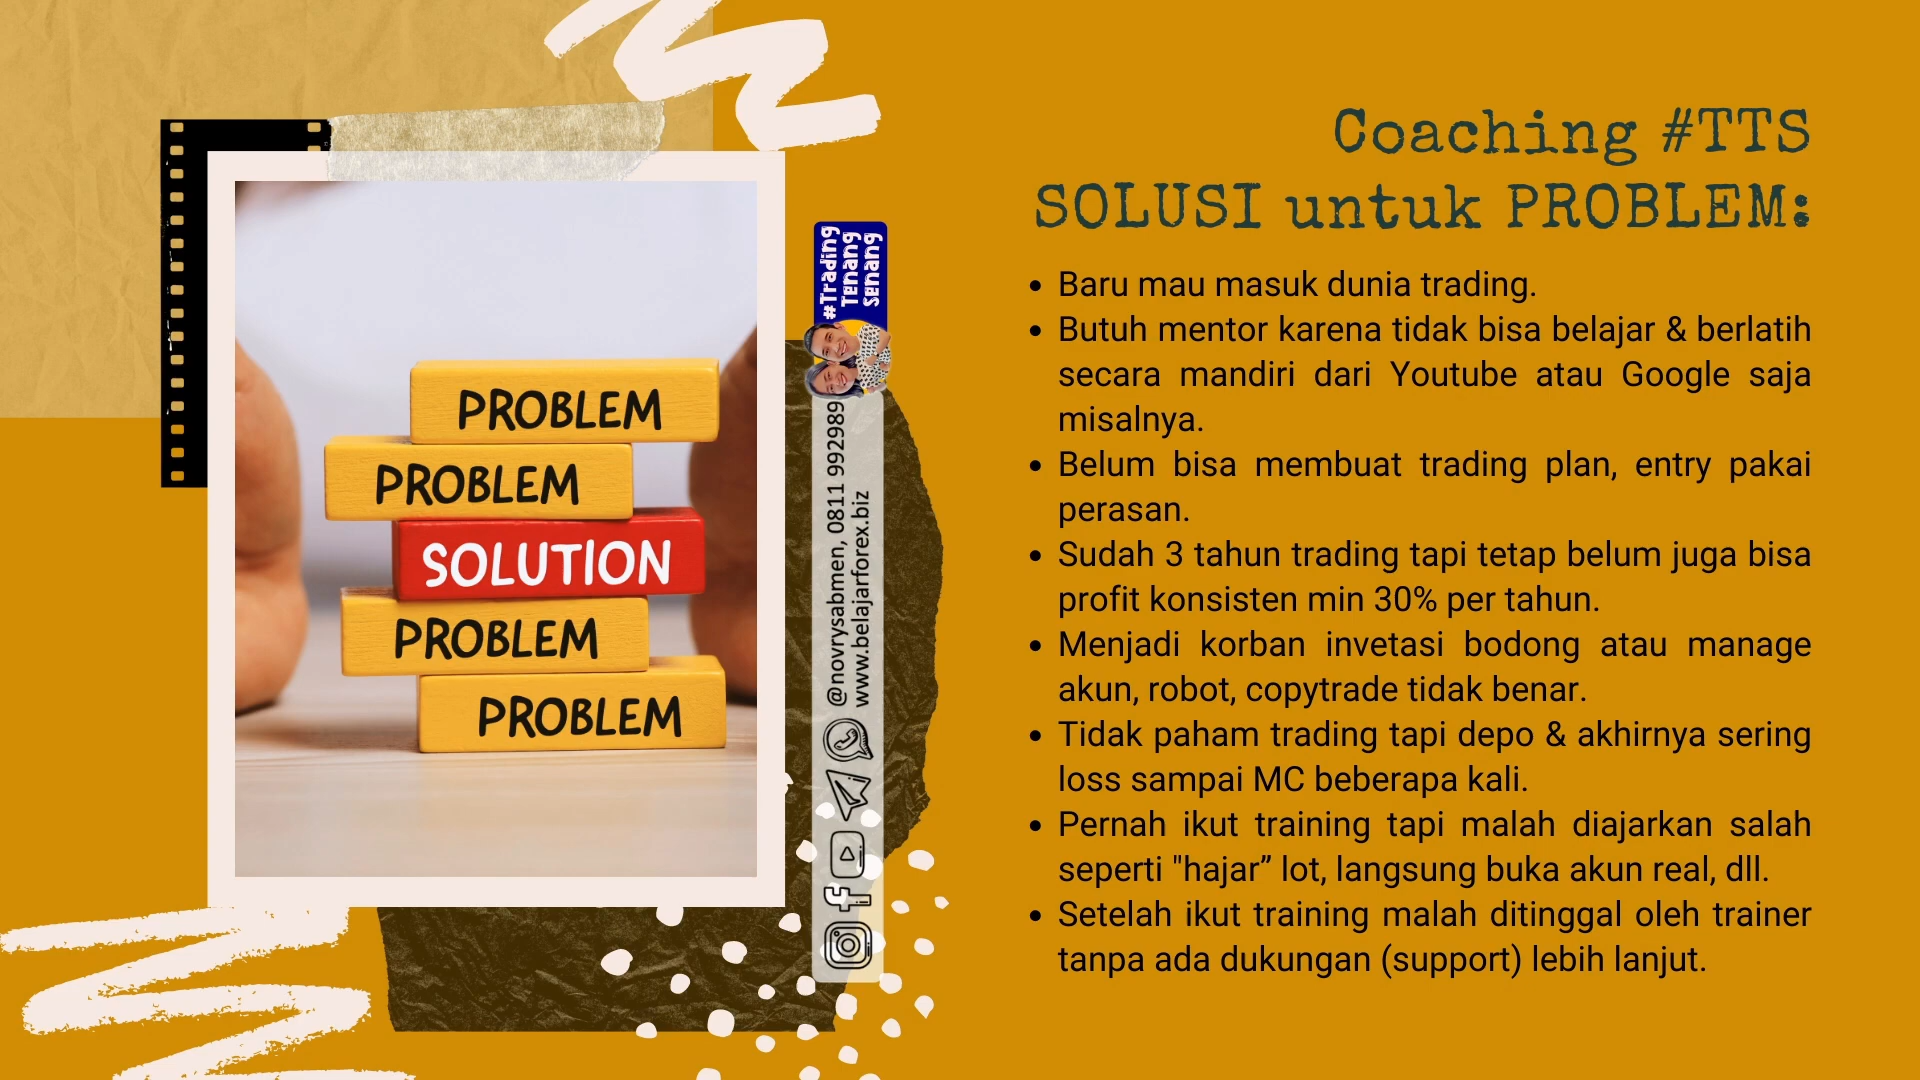 Coaching #TTS
SOLUSI untuk PROBLEM:
Baru mau masuk dunia trading.
Butuh mentor karena tidak bisa belajar & berlatih
secara mandiri dari Youtube atau Google saja
misalnya.
Belum bisa membuat trading plan, entry pakai
perasan.
Sudah 3 tahun trading tapi tetap belum juga bisa
profit konsisten min 30% per tahun.
Menjadi korban invetasi bodong atau manage
akun, robot, copytrade tidak benar.
Tidak paham trading tapi depo & akhirnya sering
loss sampai MC beberapa kali.
Pernah ikut training tapi malah diajarkan salah
seperti "hajar” lot, langsung buka akun real, dll.
Setelah ikut training malah ditinggal oleh trainer
tanpa ada dukungan (support) lebih lanjut.
PROBLEM
PROBLEM
SOLUTION
PROBLEM
PROBLEM
#Trading
Tenang
Senang
@novrysabmen, 0811 992989
www.belajarforex.biz